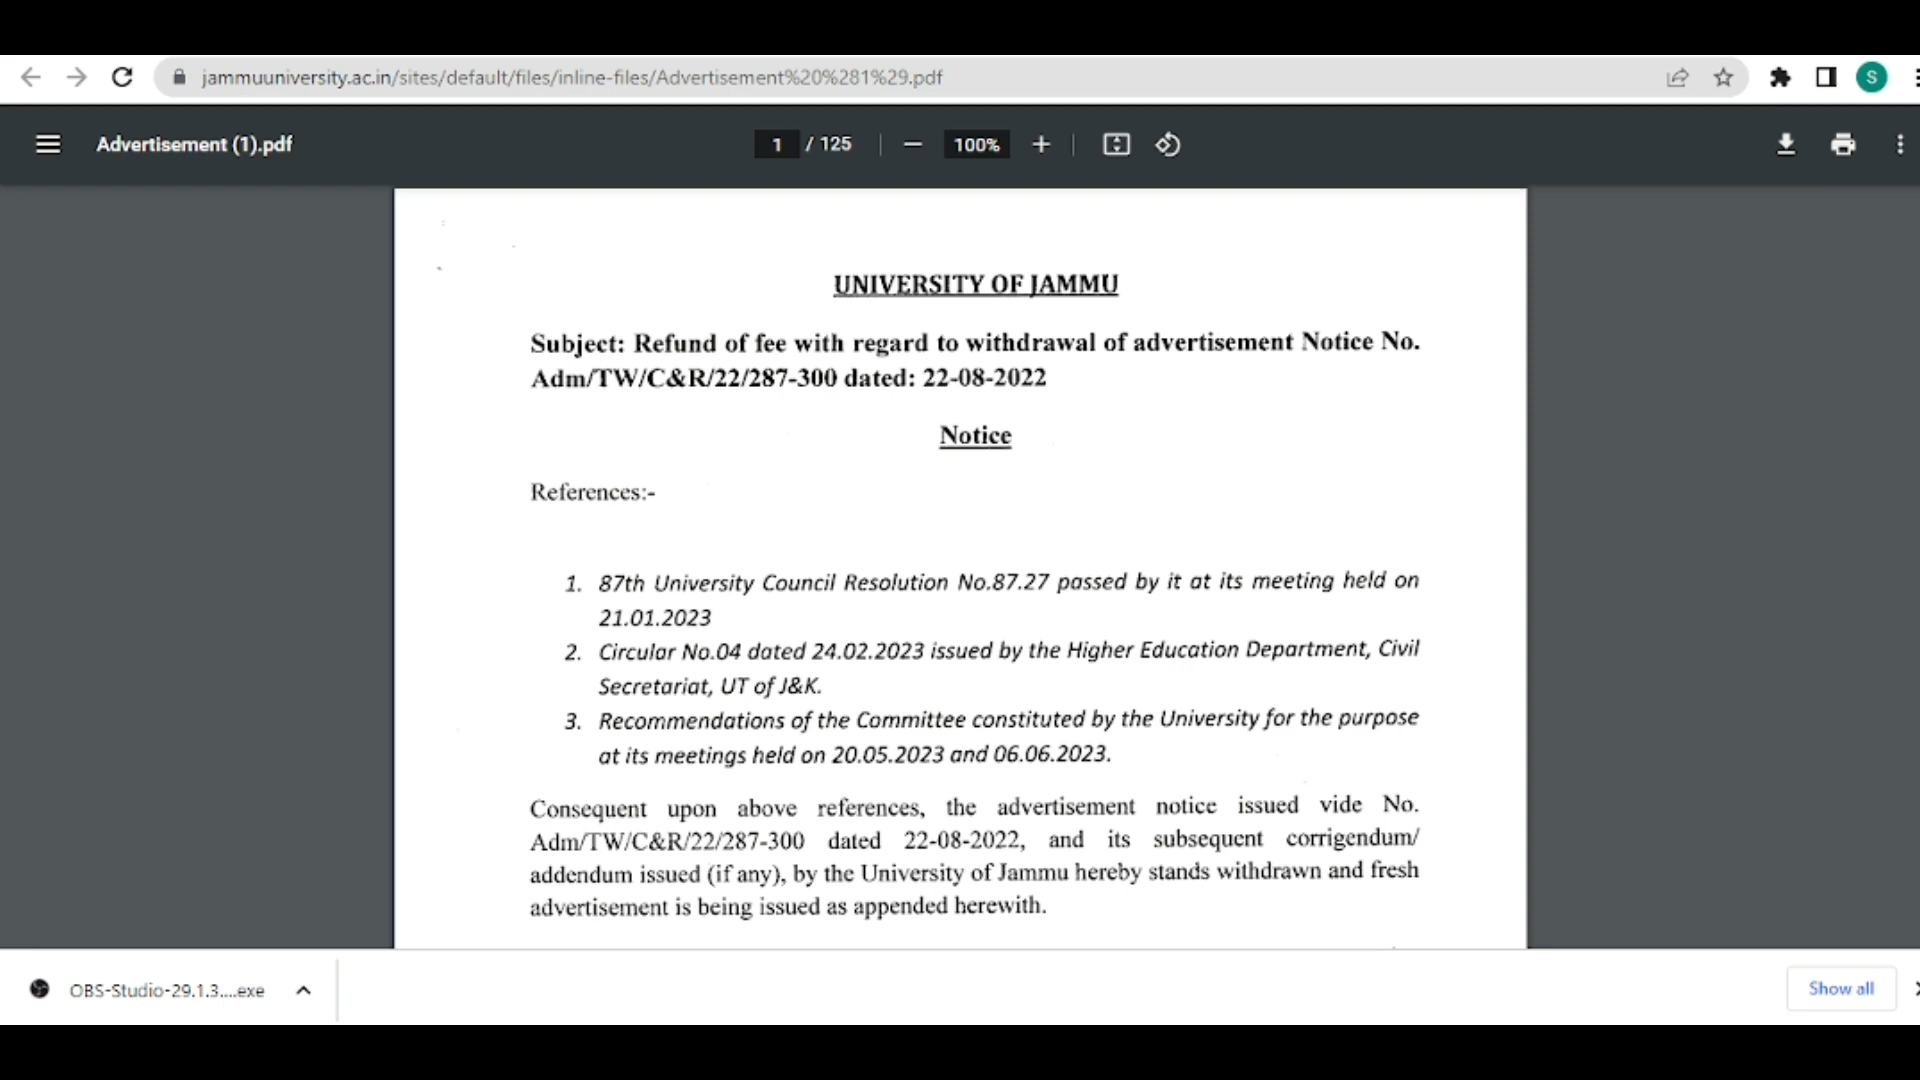 jammuuniversity.ac.in/sites/default/files/inline-files/Advertisement%20%281%29.pdf
S
Advertisement (1).pdf
1 / 125
100%
UNIVERSITY OF JAMMU
Subject: Refund of fee with regard to withdrawal of advertisement Notice No.
Adm/TW/C&R/22/287-300 dated: 22-08-2022
Notice
References:-
1. 87th University Council Resolution No.87.27 passed by it at its meeting held on
21.01.2023
2. Circular No.04 dated 24.02.2023 issued by the Higher Education Department, Civil
Secretariat, UT of J&K.
3. Recommendations of the Committee constituted by the University for the purpose
at its meetings held on 20.05.2023 and 06.06.2023.
Consequent upon above references, the advertisement notice issued vide No.
Adm/TW/C&R/22/287-300 dated 22-08-2022, and its subsequent corrigendum/
addendum issued (if any), by the University of Jammu hereby stands withdrawn and fresh
advertisement is being issued as appended herewith.
OBS-Studio-29.1.3....exe
Show all